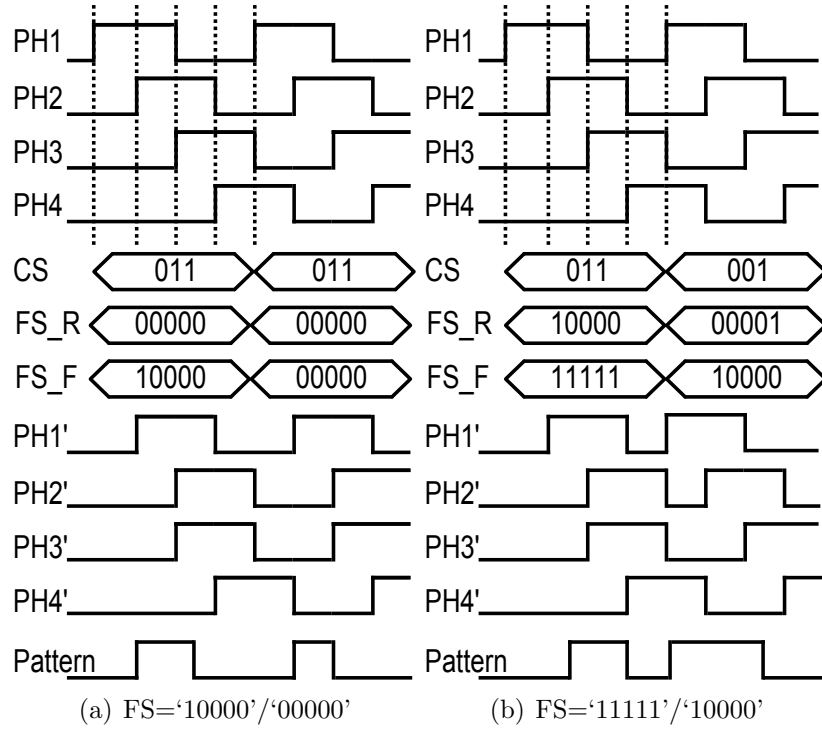 PH1 PH1
PH2 PH2
PH3 PH3
PH4 PH4
CS 011 011 CS 011 001
FS_R 00000 00000 FS_R 10000 00001
FS_F 10000 00000 FS_F 11111 10000
PH1' PH1'
PH2' PH2'
PH3' PH3'
PH4' PH4'
Pattern Pattern
(a) FS=‘10000’/‘00000’ (b) FS=‘11111’/‘10000’